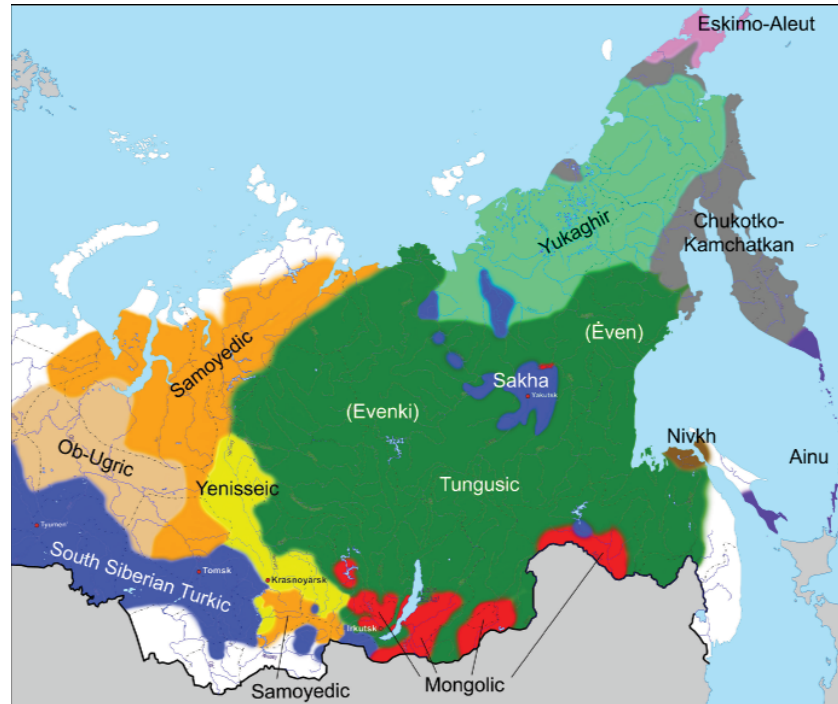 Eskimo-Aleut
Chukotko-
Kamchatkan
Yukaghir
Samoyedic
(Ėven)
Sakha
Yakutsk
(Evenki)
Nivkh
Ainu
Ob-Ugric
Yenisseic
Tungusic
Tyumen'
South Siberian Turkic
Tomsk
Krasnoyarsk
Irkutsk
Samoyedic
Mongolic